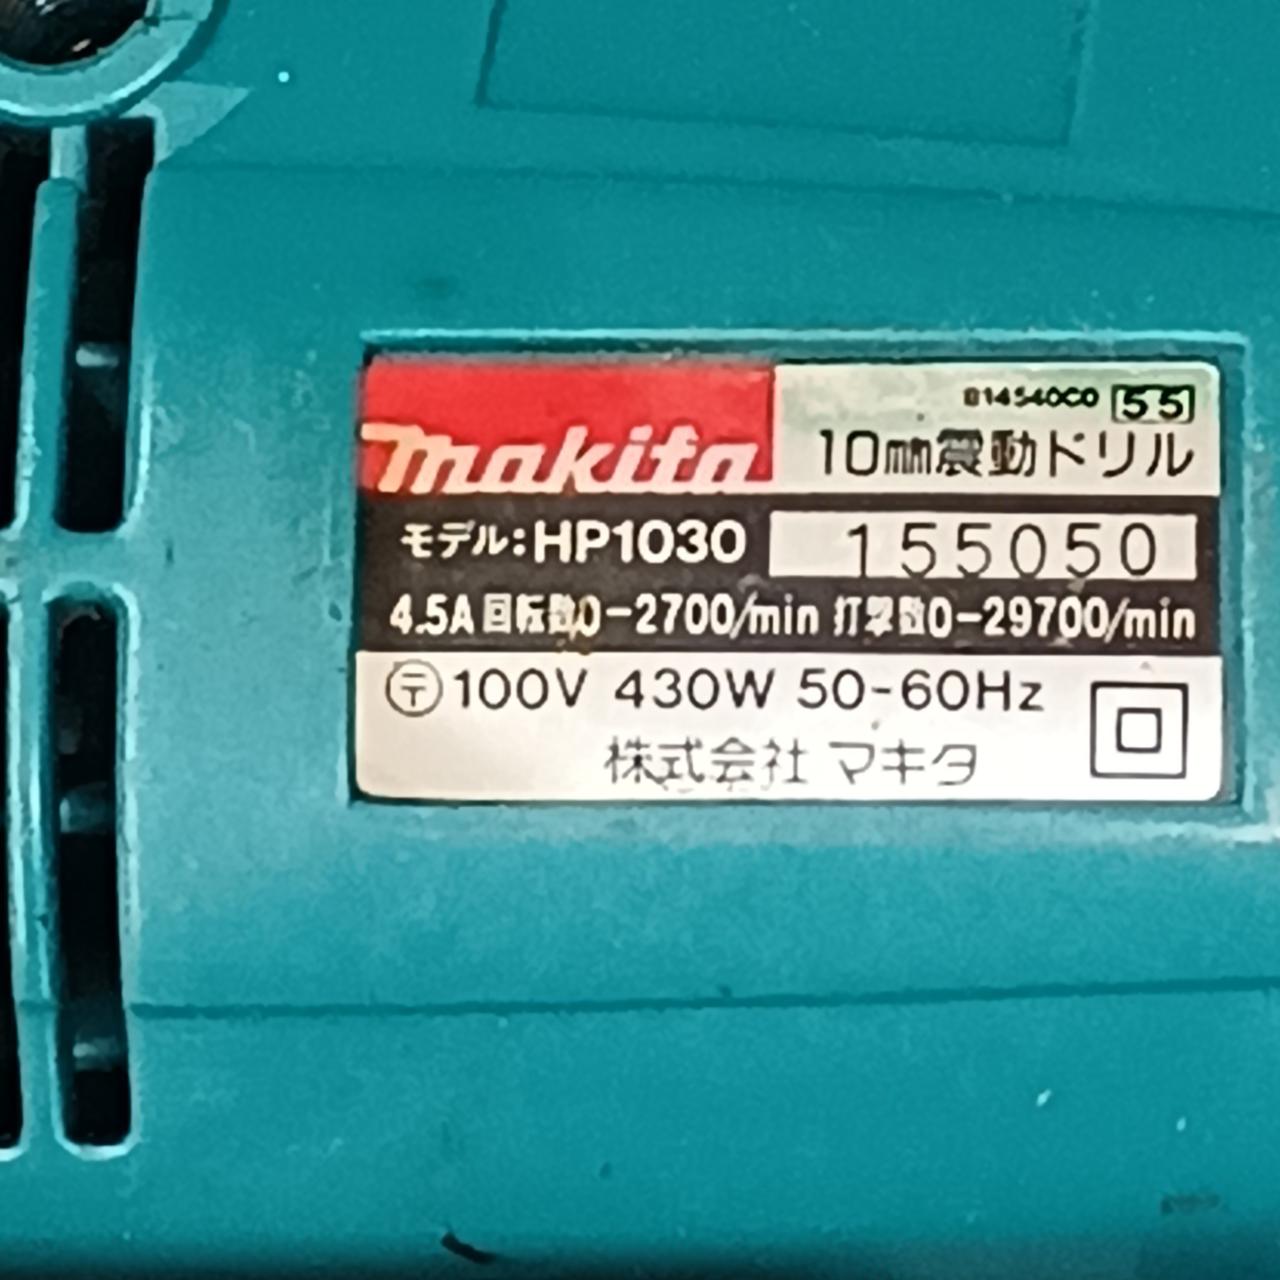 814540C0 55
makita 10mm震動ドリル
モデル:HP1030 155050
4.5A 回転数0-2700/min 打撃数0-29700/min
〶100V 430W 50-60Hz
株式会社 マキタ